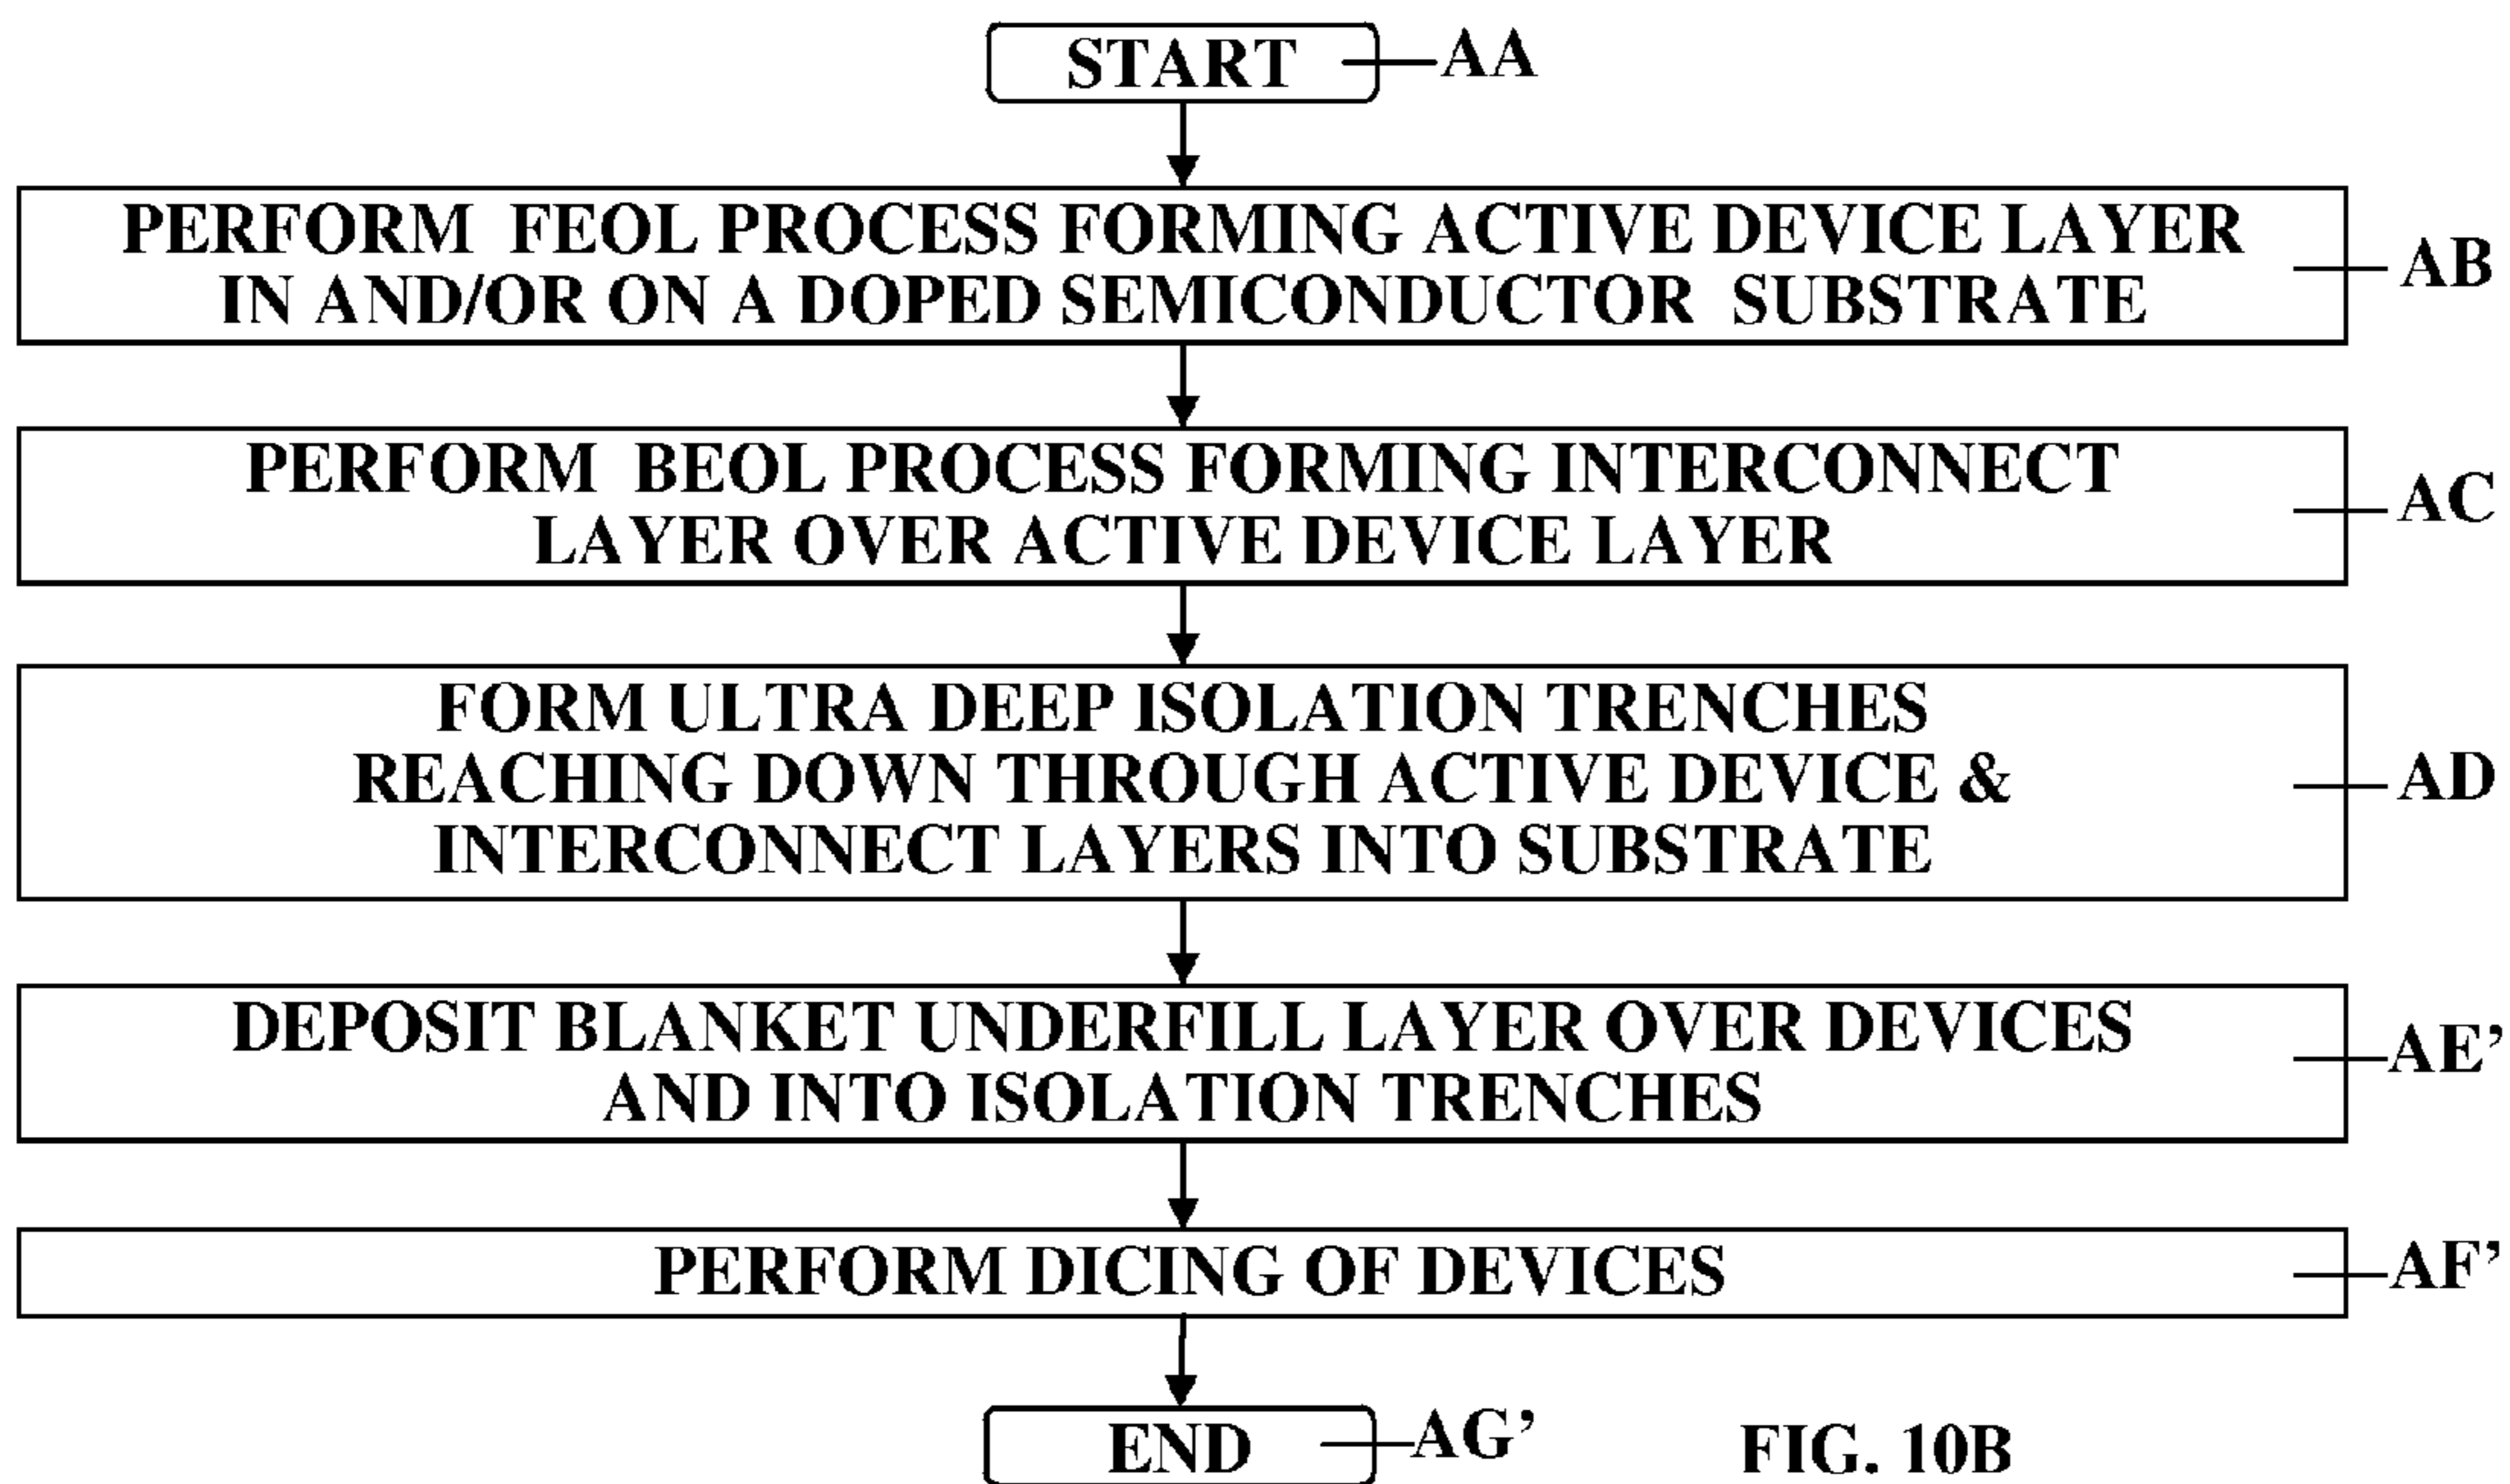 START AA
PERFORM FEOL PROCESS FORMING ACTIVE DEVICE LAYER
IN AND/OR ON A DOPED SEMICONDUCTOR SUBSTRATE
AB
PERFORM BEOL PROCESS FORMING INTERCONNECT
LAYER OVER ACTIVE DEVICE LAYER
AC
FORM ULTRA DEEP ISOLATION TRENCHES
REACHING DOWN THROUGH ACTIVE DEVICE &
INTERCONNECT LAYERS INTO SUBSTRATE
AD
DEPOSIT BLANKET UNDERFILL LAYER OVER DEVICES
AND INTO ISOLATION TRENCHES
AE’
PERFORM DICING OF DEVICES
AF’
END AG’
FIG. 10B